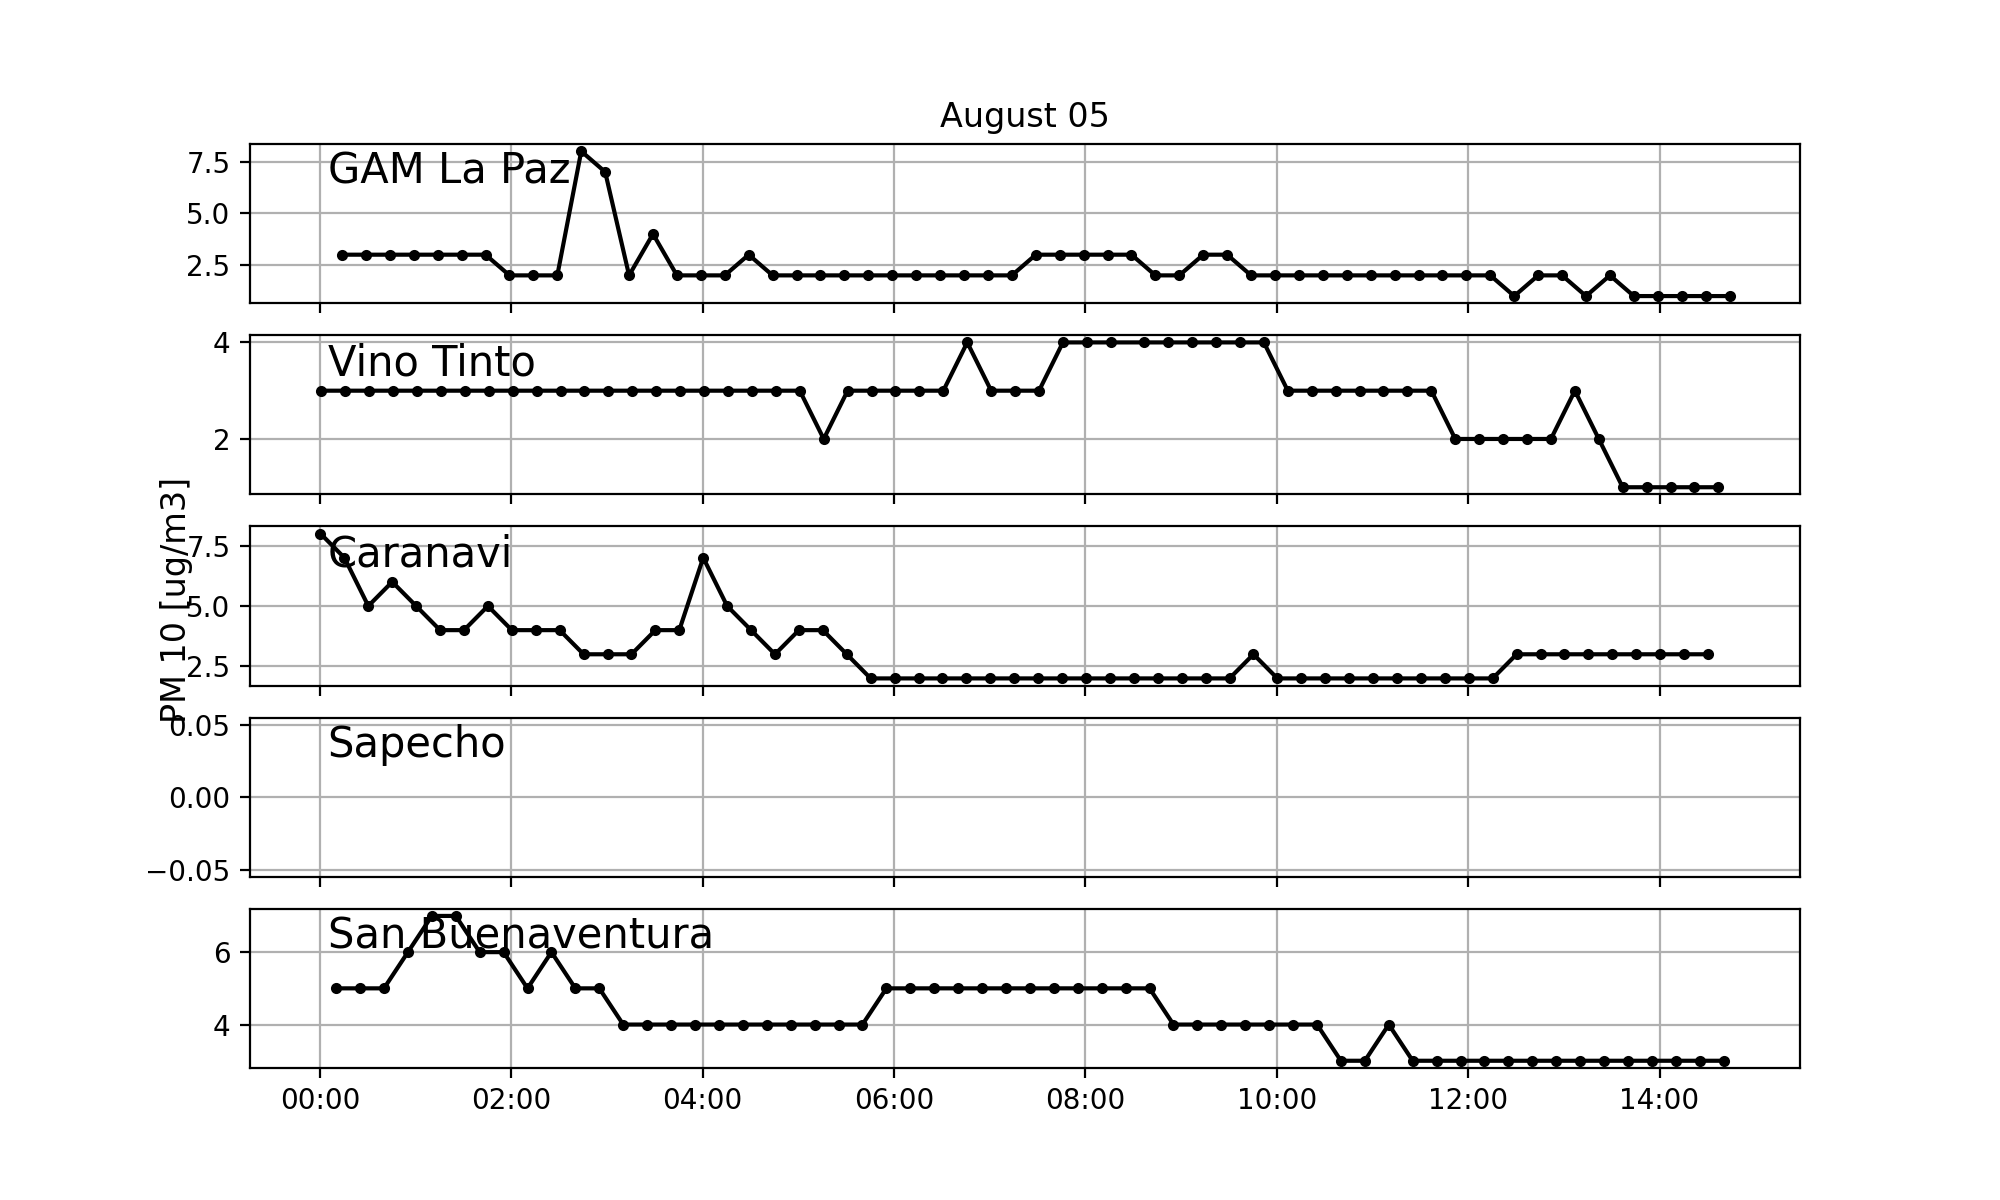 August 05
7.5
5.0
2.5
GAM La Paz
4
2
Vino Tinto
PM 10 [ug/m3]
7.5
5.0
2.5
Caranavi
0.05
0.00
−0.05
Sapecho
6
4
San Buenaventura
00:00 02:00 04:00 06:00 08:00 10:00 12:00 14:00